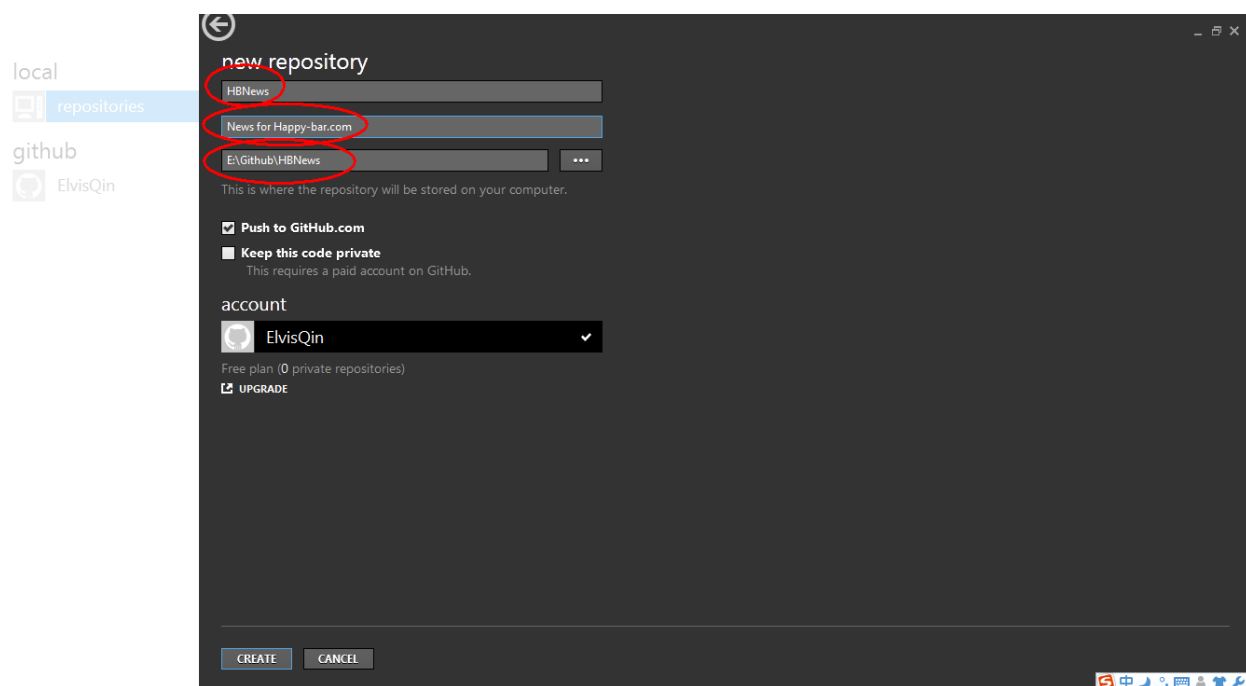 local
repositories
github
ElvisQin
new repository
HBNews
News for Happy-bar.com
E:\Github\HBNews
This is where the repository will be stored on your computer.
Push to GitHub.com
Keep this code private
This requires a paid account on GitHub.
account
ElvisQin
Free plan (0 private repositories)
UPGRADE
CREATE CANCEL
S 中